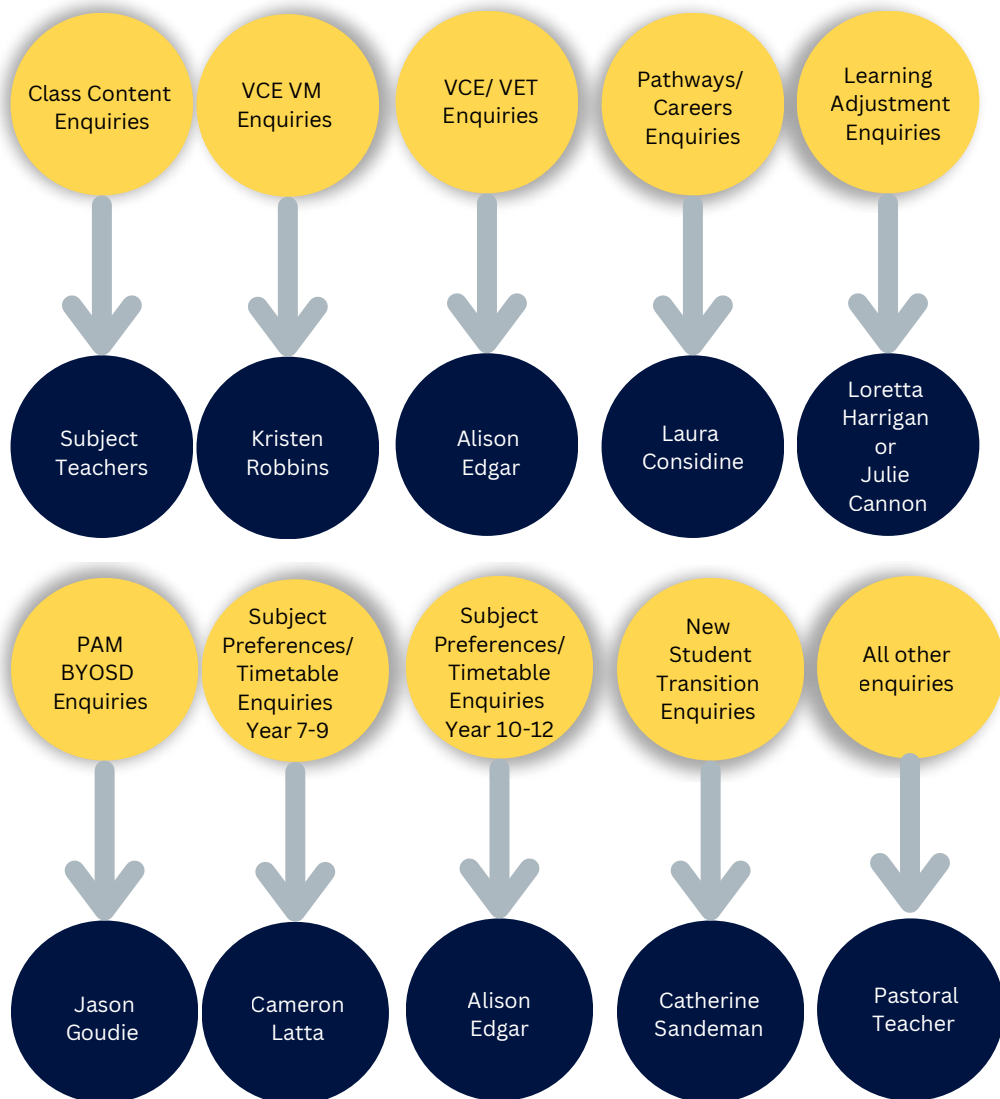 Class Content
Enquiries
VCE VM
Enquiries
VCE/ VET
Enquiries
Pathways/
Careers
Enquiries
Learning
Adjustment
Enquiries
Subject
Teachers
Kristen
Robbins
Alison
Edgar
Laura
Considine
Loretta
Harrigan
or
Julie
Cannon
PAM
BYOSD
Enquiries
Subject
Preferences/
Timetable
Enquiries
Year 7-9
Subject
Preferences/
Timetable
Enquiries
Year 10-12
New
Student
Transition
Enquiries
All other
enquiries
Jason
Goudie
Cameron
Latta
Alison
Edgar
Catherine
Sandeman
Pastoral
Teacher